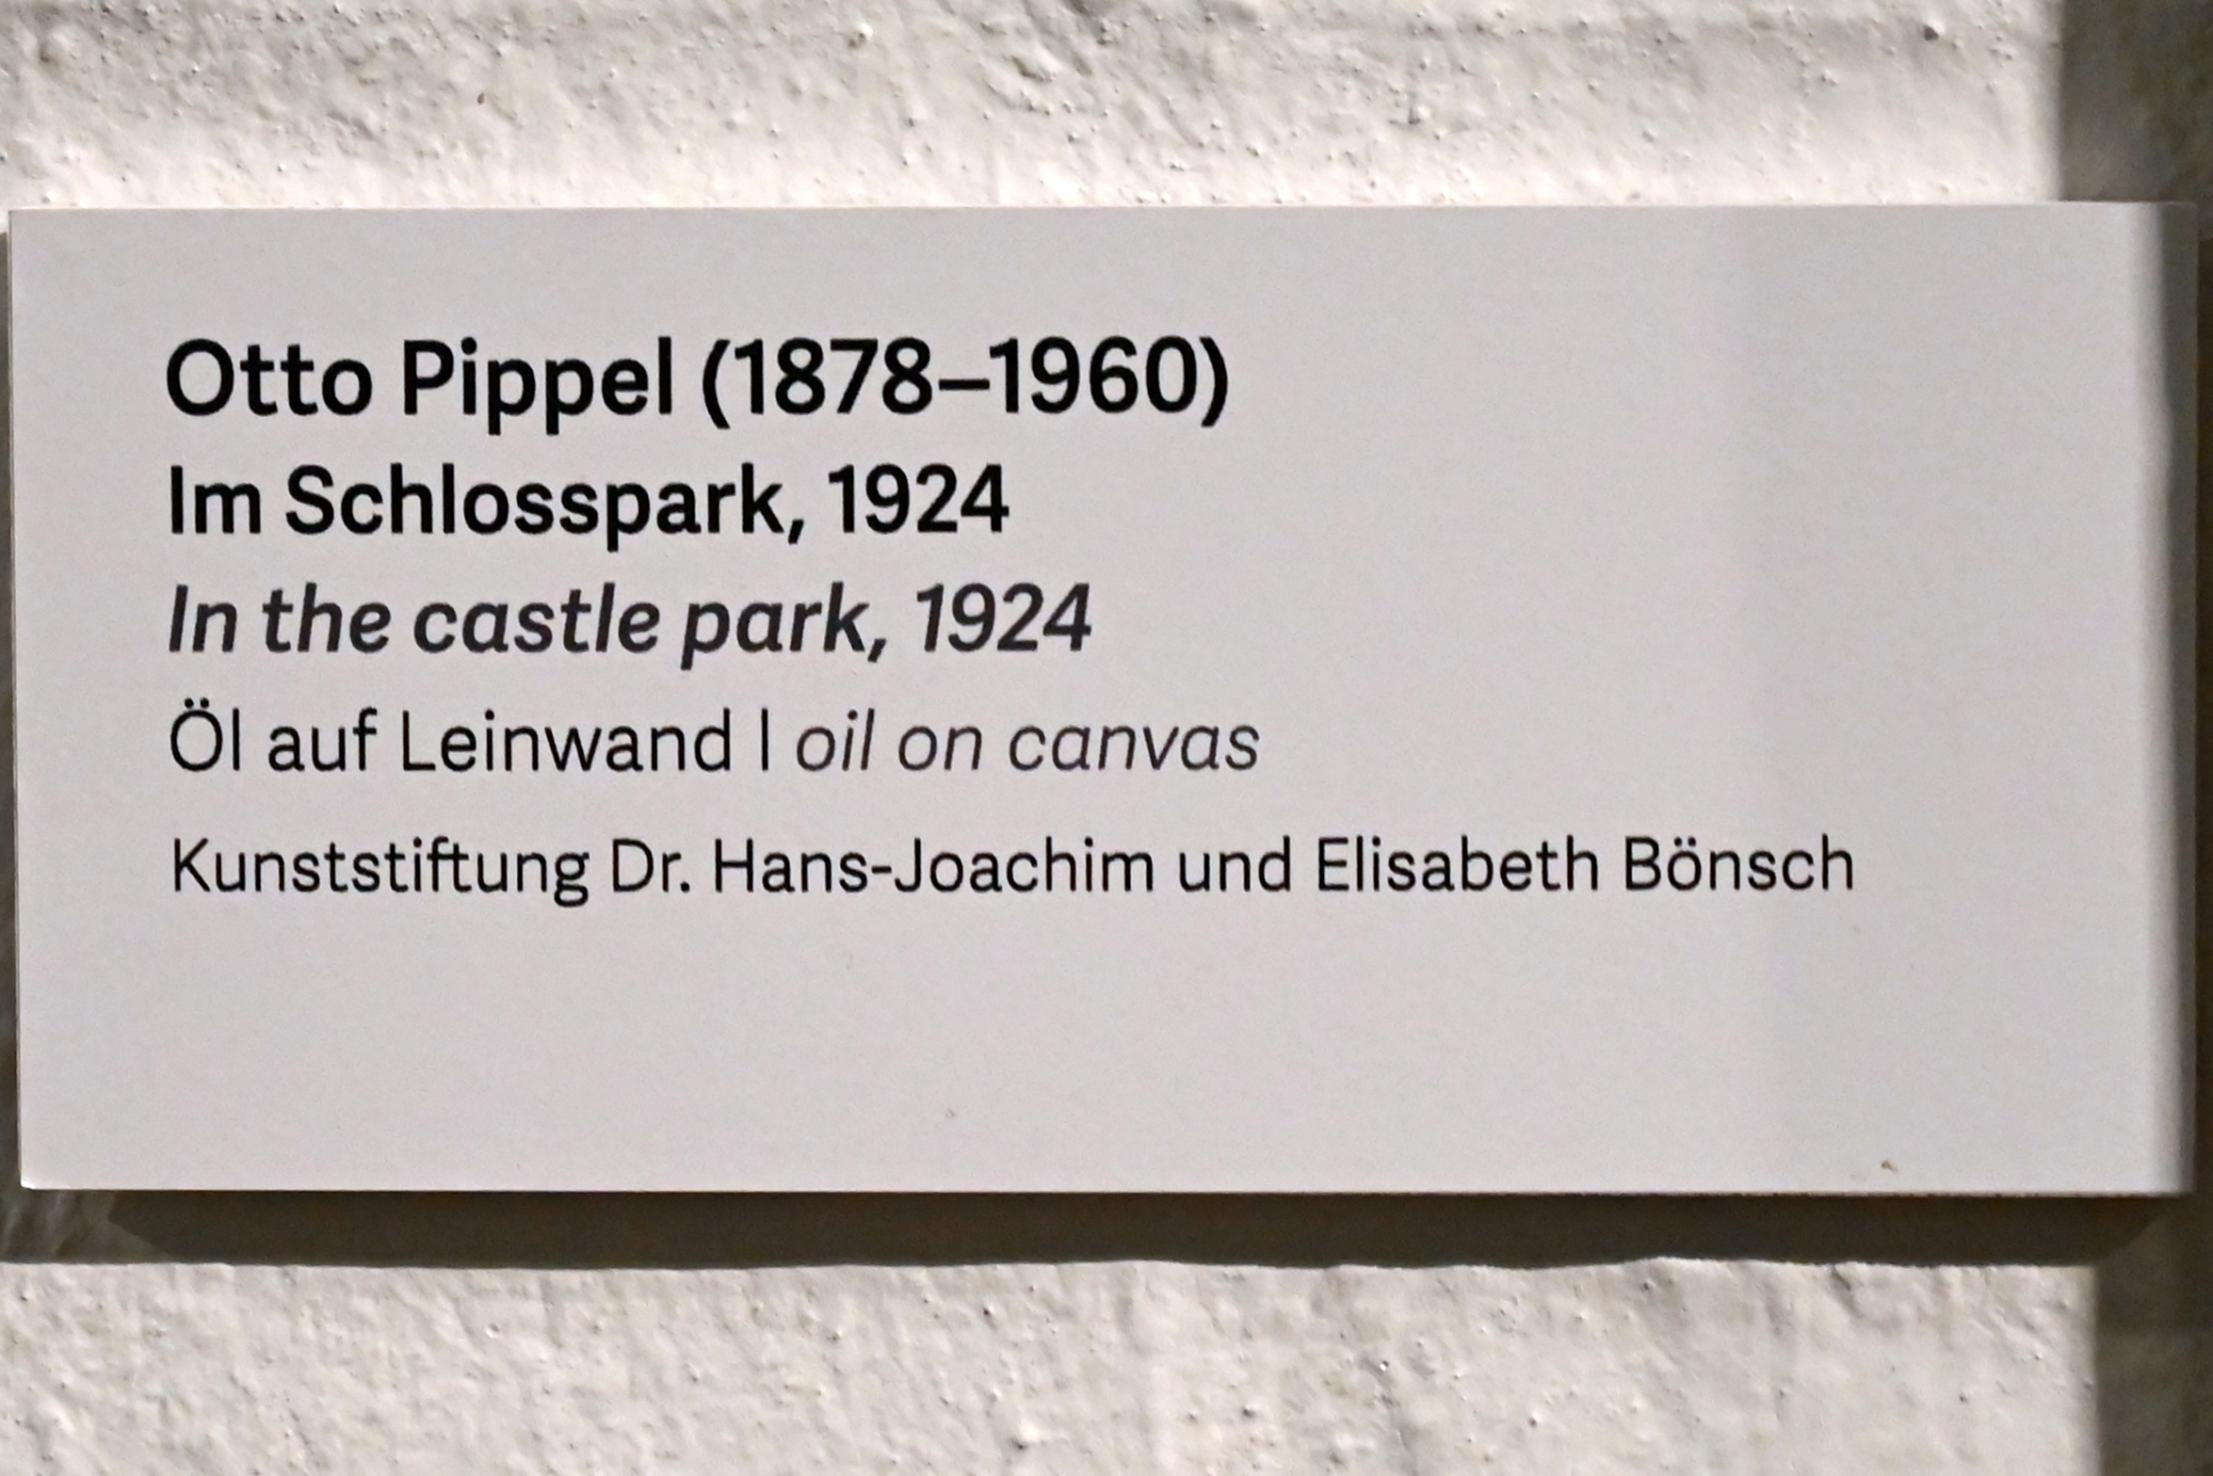 Otto Pippel (1878–1960)
Im Schlosspark, 1924
In the castle park, 1924
Öl auf Leinwand | oil on canvas
Kunststiftung Dr. Hans-Joachim und Elisabeth Bönsch